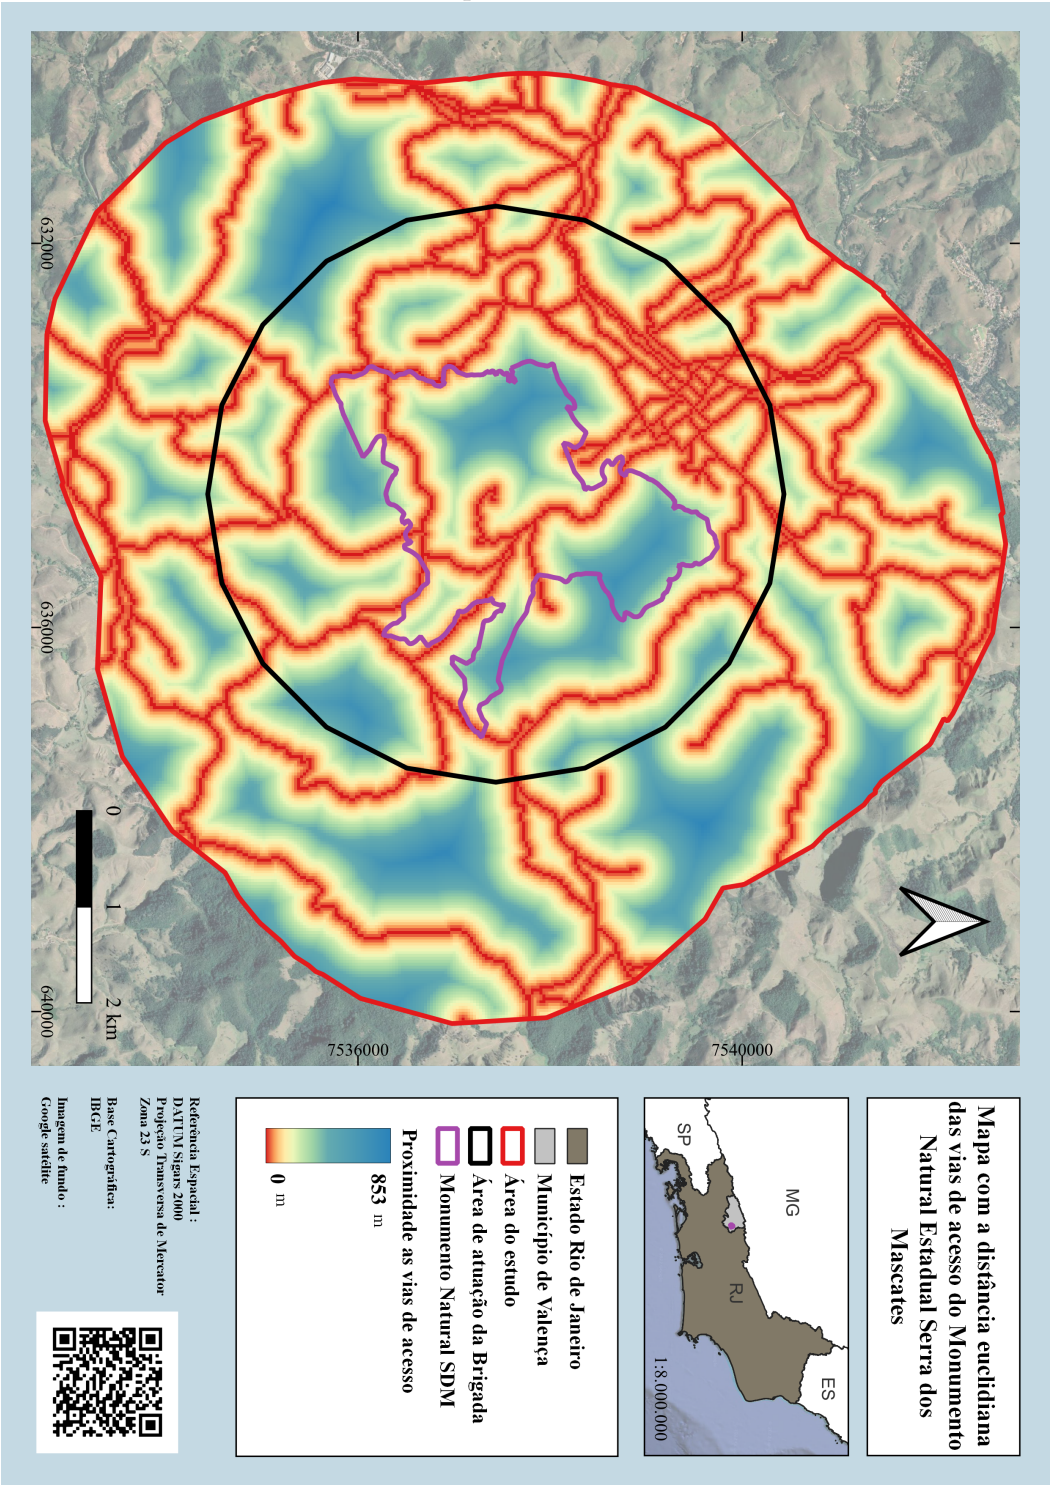 Mapa com a distância euclidiana
das vias de acesso do Monumento
Natural Estadual Serra dos
Mascates
SP
MG
RJ
ES
1:8.000.000
Estado Rio de Janeiro
Município de Valença
Área do estudo
Área de atuação da Brigada
Monumento Natural SDM
Proximidade as vias de acesso
853 m
0 m
Referência Espacial :
DATUM Sigars 2000
Projeção Transversa de Mercator
Zona 23 S
Base Cartográfica:
IBGE
Imagem de fundo :
Google satélite
7540000
7536000
632000
636000
640000
0 1 2 km